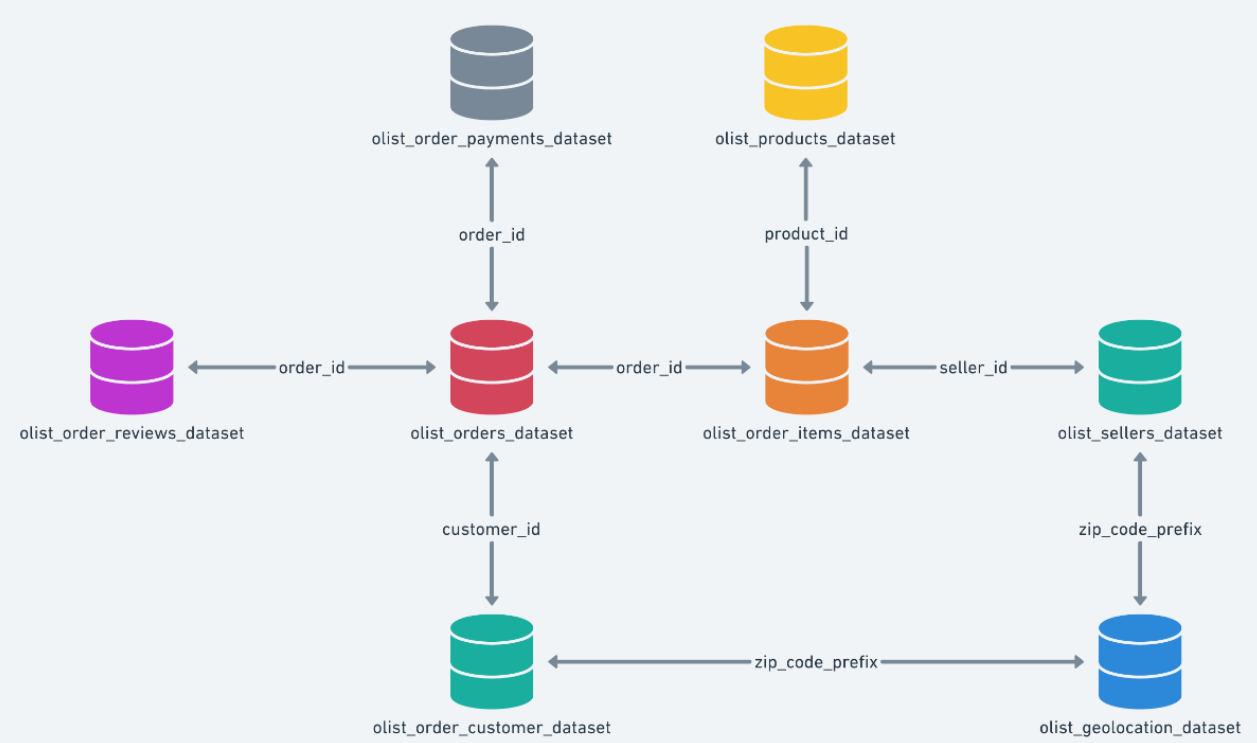 olist_order_payments_dataset
olist_products_dataset
order_id
product_id
order_id
order_id
seller_id
olist_order_reviews_dataset
olist_orders_dataset
olist_order_items_dataset
olist_sellers_dataset
customer_id
zip_code_prefix
zip_code_prefix
olist_order_customer_dataset
olist_geolocation_dataset